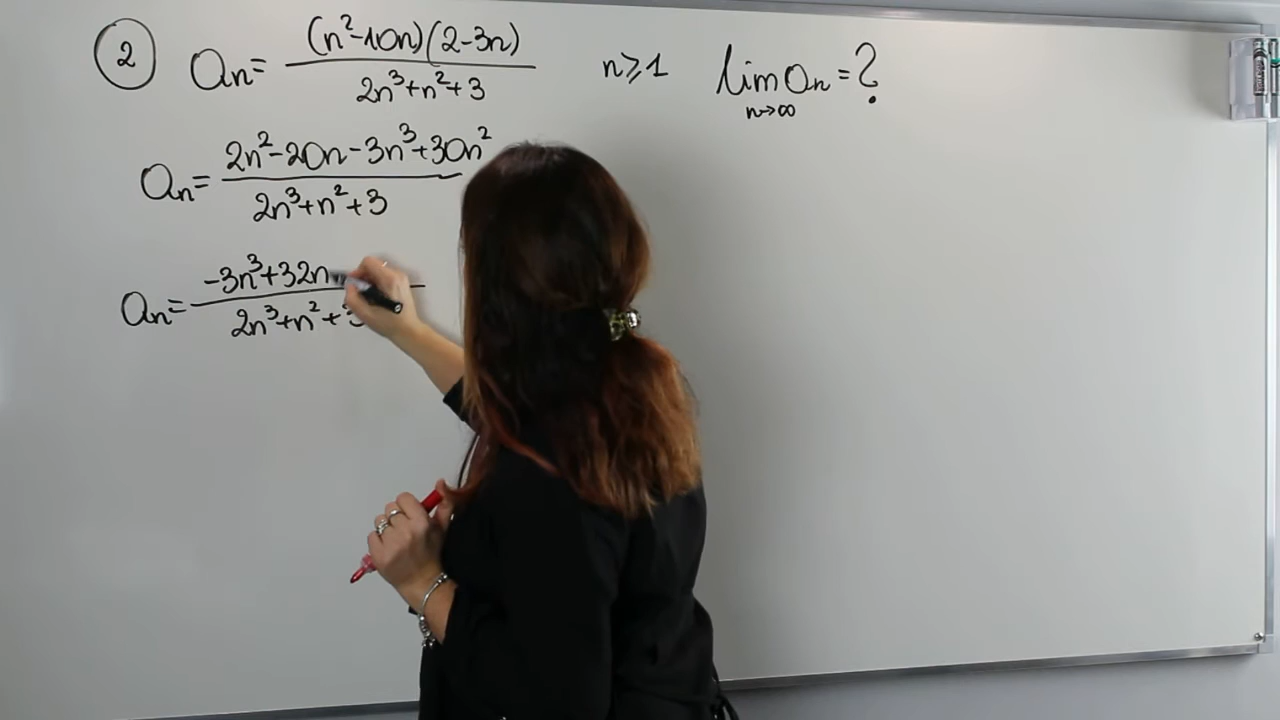 ② aₙ = (n²-10n)(2-3n) / 2n³+n²+3 n⩾1 lim aₙ = ? n→∞
aₙ = 2n²-20n-3n³+30n² / 2n³+n²+3
aₙ = -3n³+32n / 2n³+n²+3